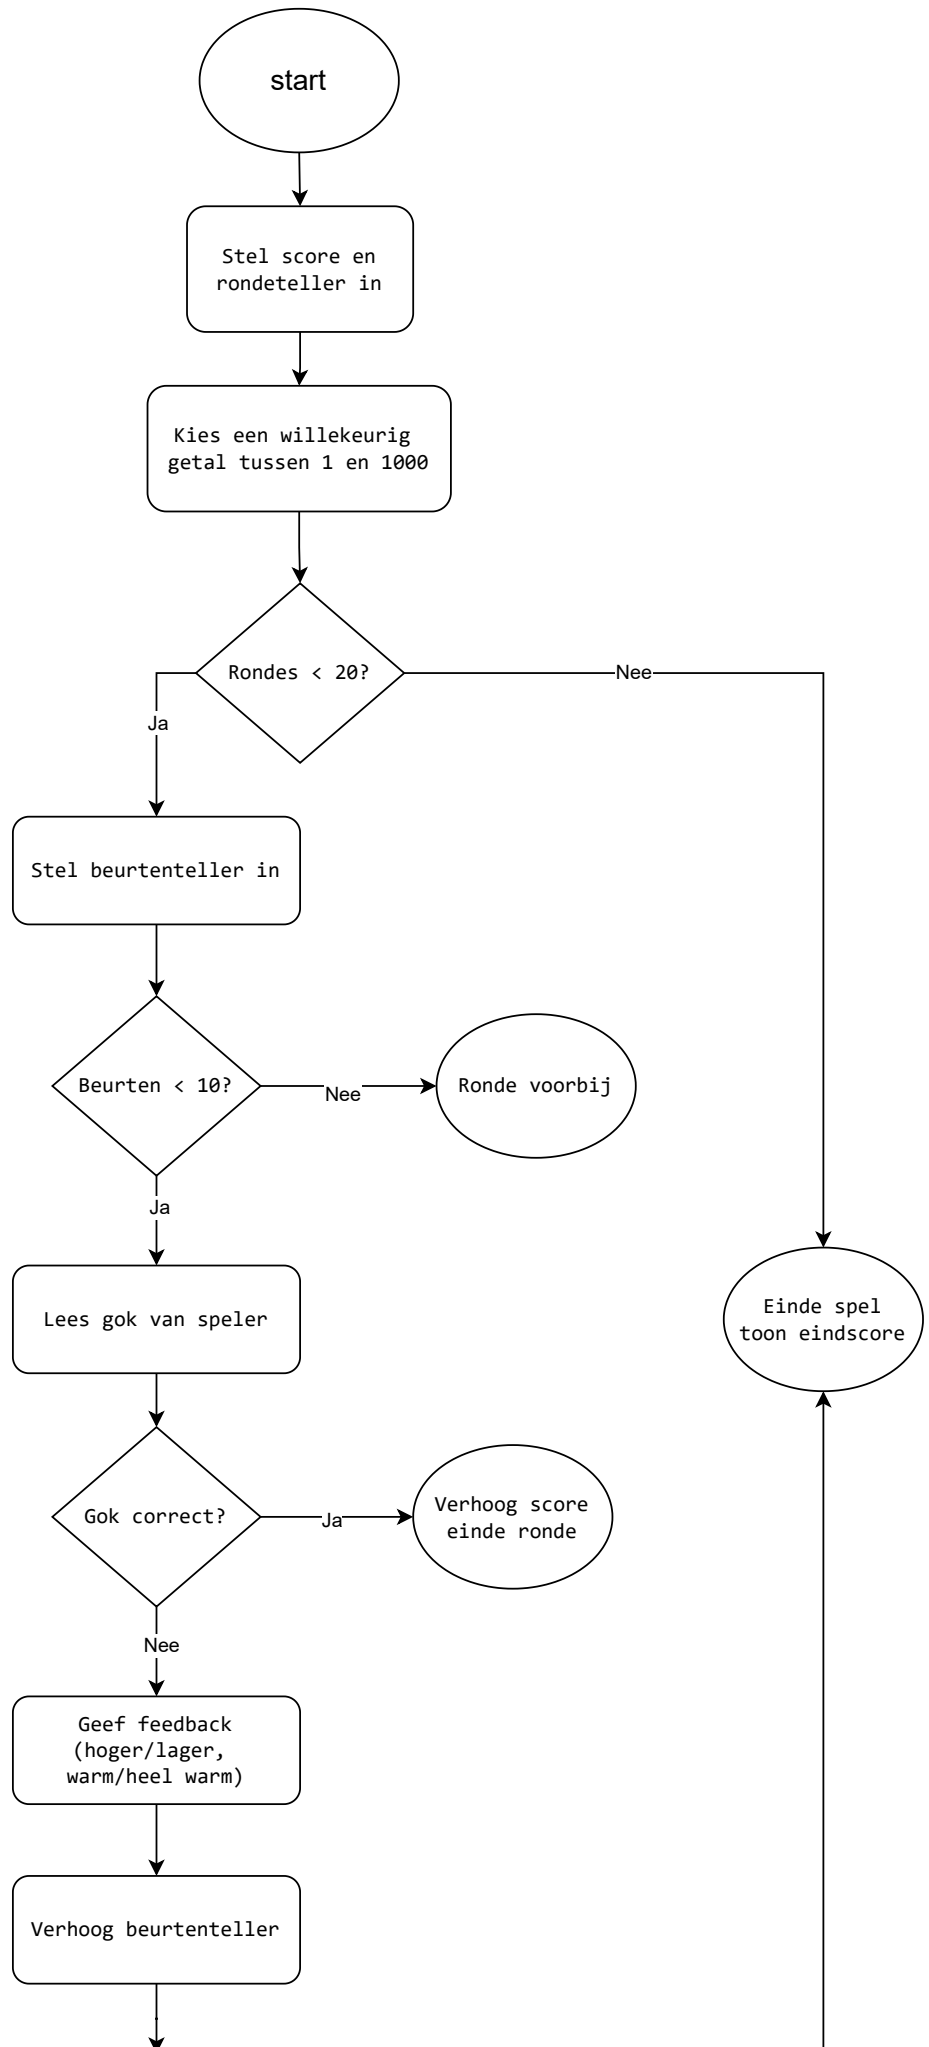 start
Stel score en
rondeteller in
Kies een willekeurig
getal tussen 1 en 1000
Rondes < 20?
Nee
Ja
Stel beurtenteller in
Beurten < 10?
Nee
Ronde voorbij
Ja
Lees gok van speler
Einde spel
toon eindscore
Gok correct?
Ja
Verhoog score
einde ronde
Nee
Geef feedback
(hoger/lager,
warm/heel warm)
Verhoog beurtenteller